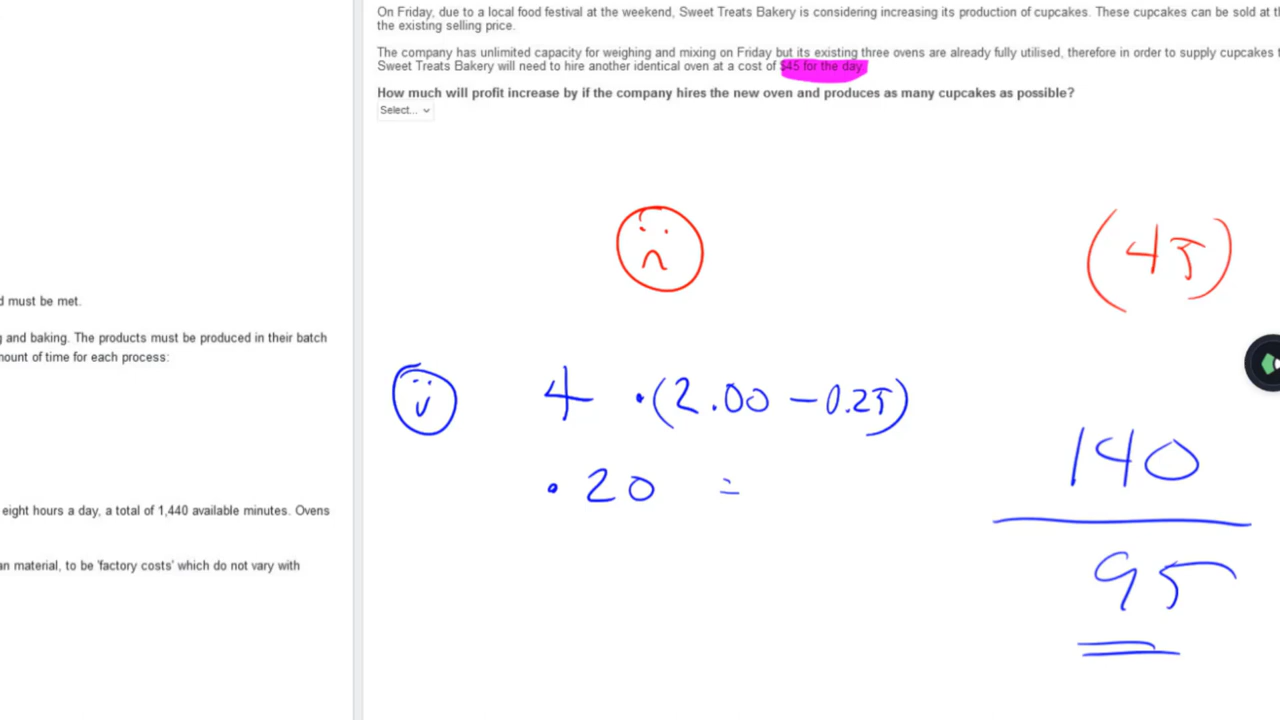 On Friday, due to a local food festival at the weekend, Sweet Treats Bakery is considering increasing its production of cupcakes. These cupcakes can be sold at
the existing selling price.
The company has unlimited capacity for weighing and mixing on Friday but its existing three ovens are already fully utilised, therefore in order to supply cupcakes
Sweet Treats Bakery will need to hire another identical oven at a cost of $45 for the day.
How much will profit increase by if the company hires the new oven and produces as many cupcakes as possible?
Select...
(45)
must be met.
and baking. The products must be produced in their batch
of time for each process:
4 ·(2.00 - 0.25)
140
· 20 =
eight hours a day, a total of 1,440 available minutes. Ovens
material, to be 'factory costs' which do not vary with
95